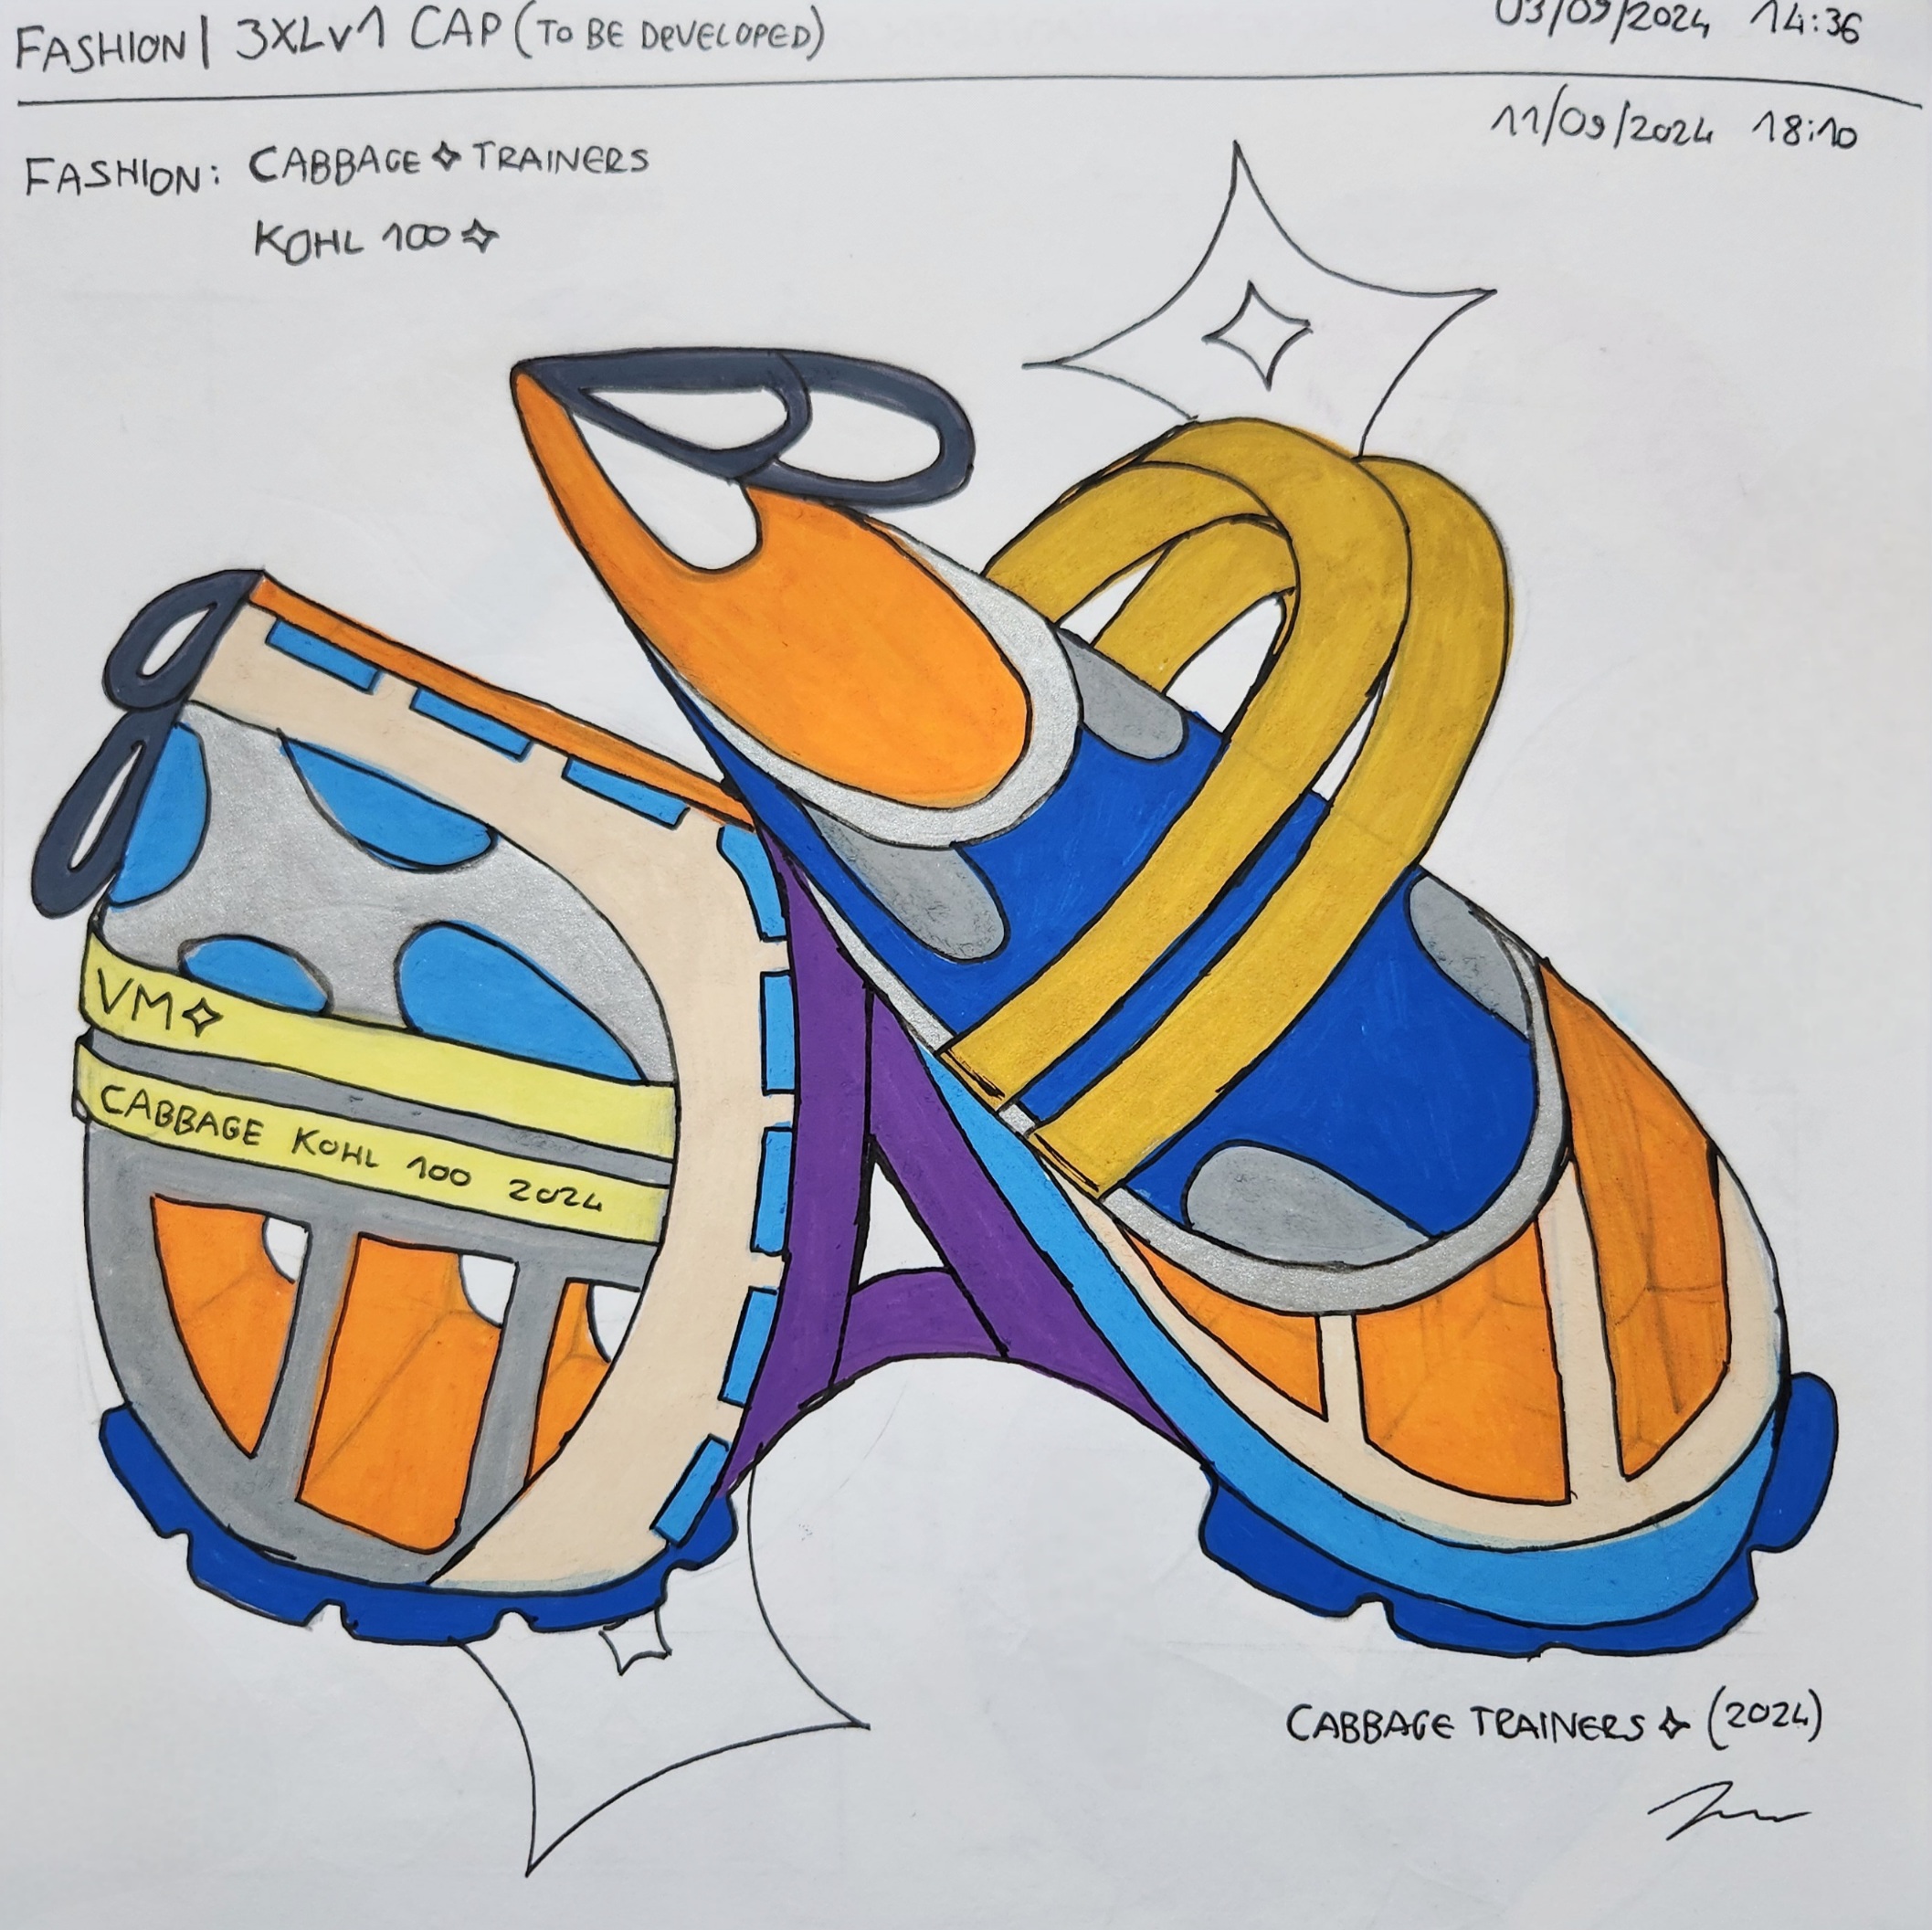 FASHION| 3XLV1 CAP (TO BE DEVELOPED) 03/09/2024 14:36
11/09/2024 18:10
FASHION: CABBAGE ✧ TRAINERS
KOHL 100 ✧
VM ✧
CABBAGE KOHL 100 2024
CABBAGE TRAINERS ✧ (2024)